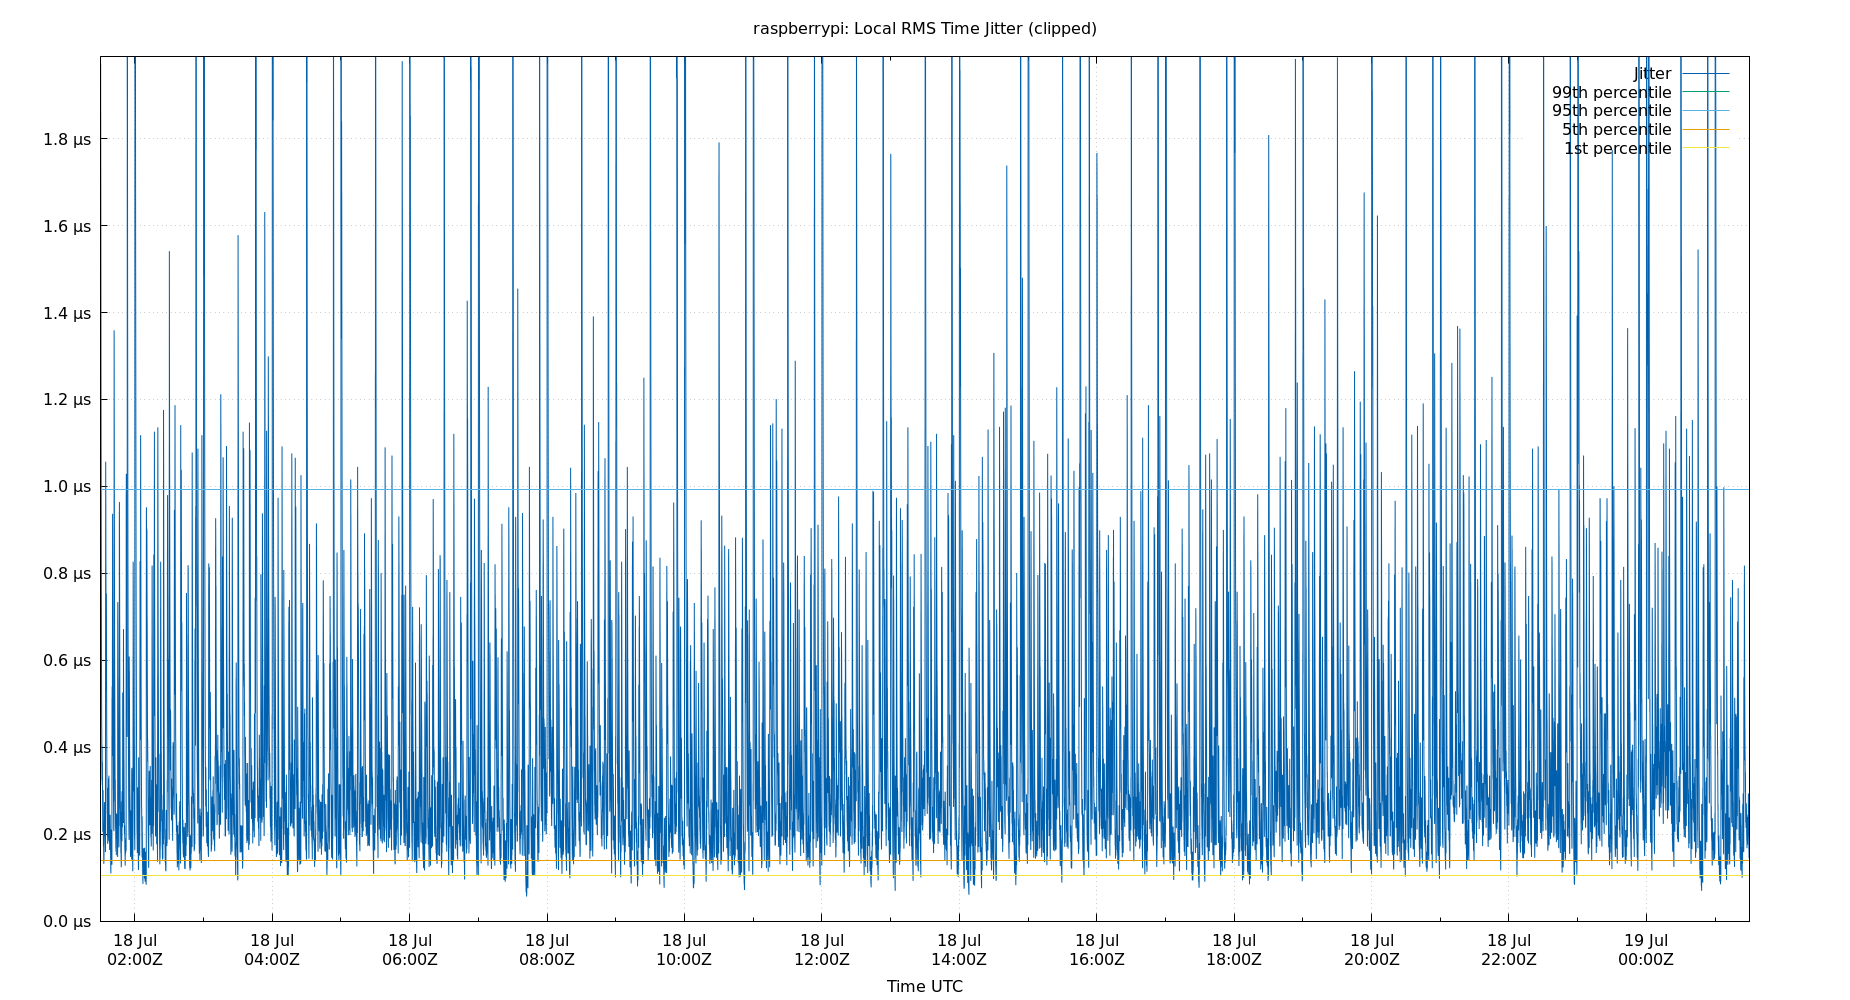 raspberrypi: Local RMS Time Jitter (clipped)
Jitter
99th percentile
95th percentile
5th percentile
1st percentile
1.8 µs
1.6 µs
1.4 µs
1.2 µs
1.0 µs
0.8 µs
0.6 µs
0.4 µs
0.2 µs
0.0 µs
18 Jul 18 Jul 18 Jul 18 Jul 18 Jul 18 Jul 18 Jul 18 Jul 18 Jul 18 Jul 18 Jul 19 Jul
02:00Z 04:00Z 06:00Z 08:00Z 10:00Z 12:00Z 14:00Z 16:00Z 18:00Z 20:00Z 22:00Z 00:00Z
Time UTC